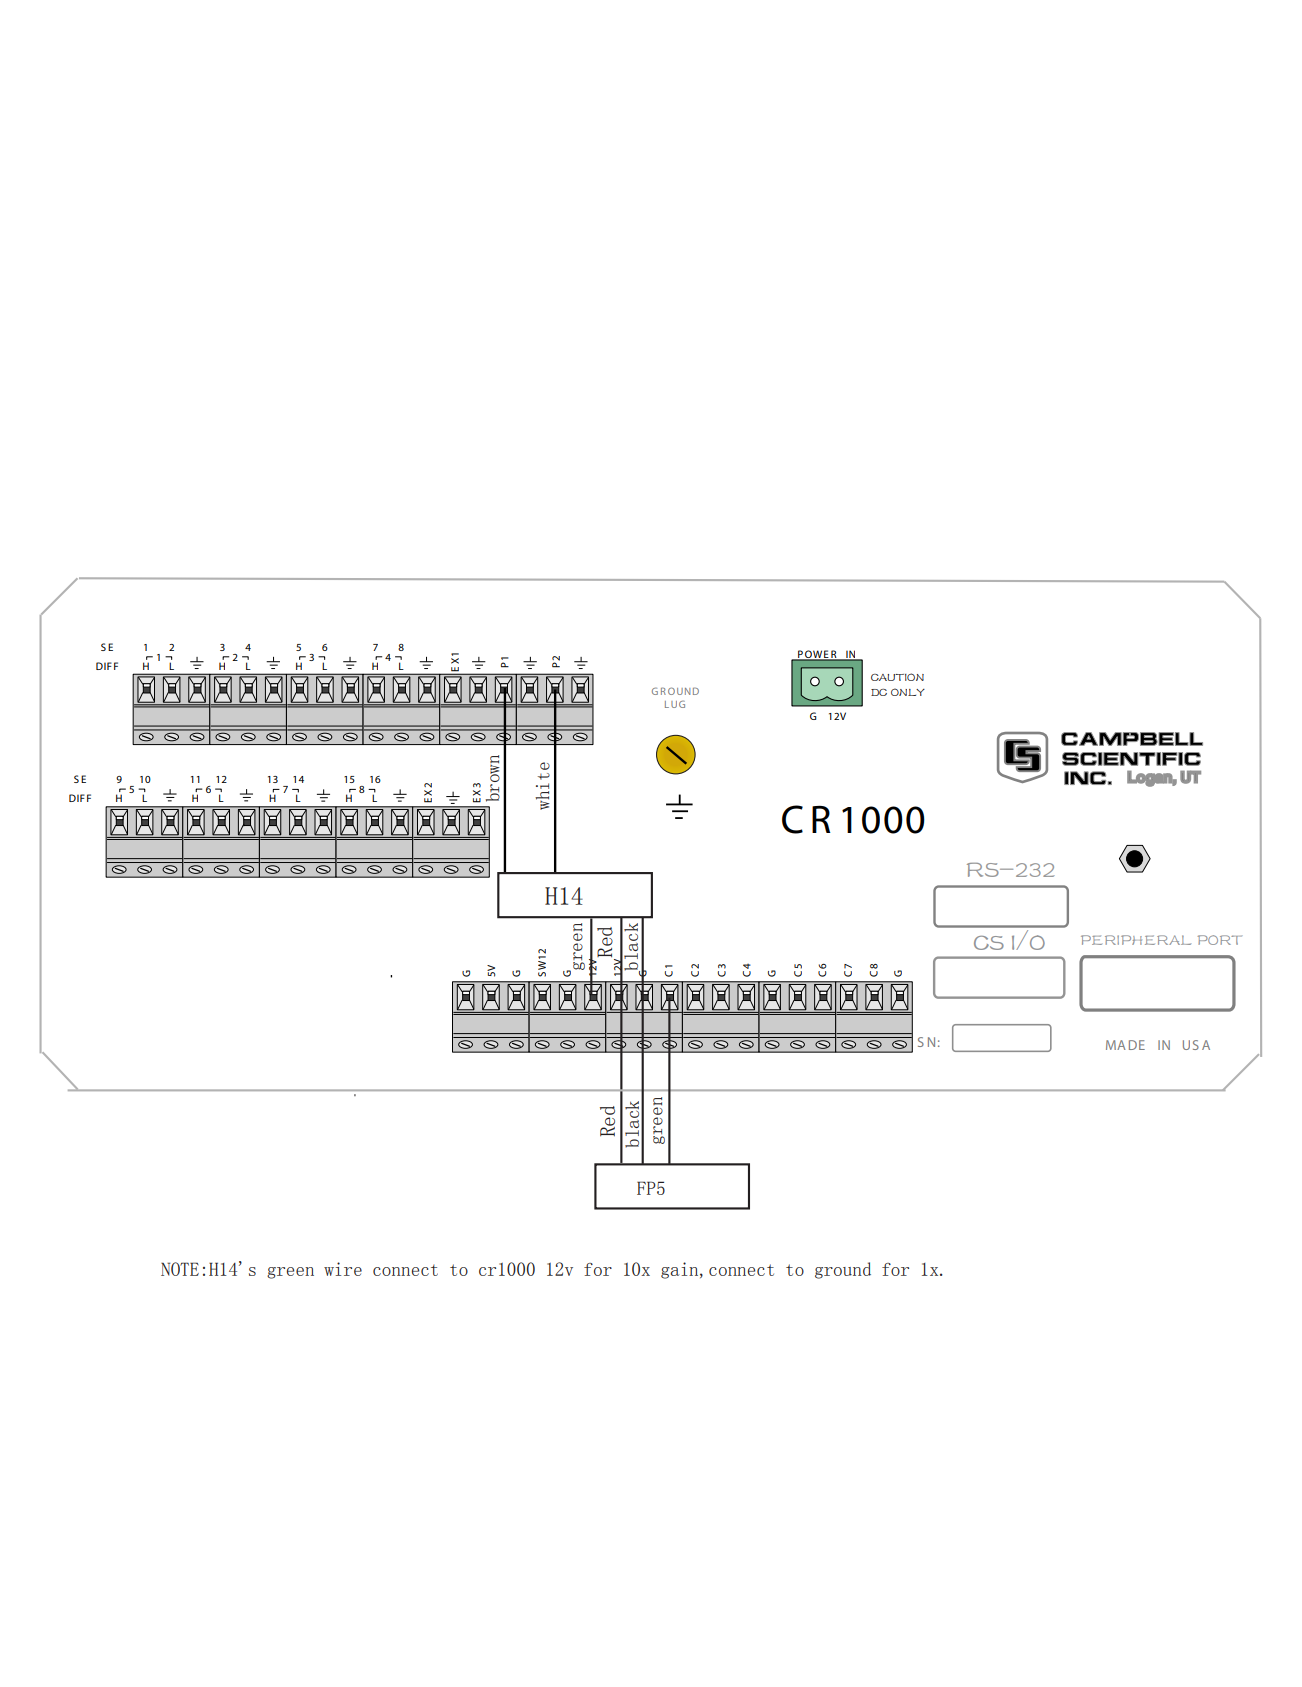 SE 1 2 3 4 5 6 7 8
1 2 3 4
DIFF H L H L H L H L EX1 P1 P2
POWER IN
CAUTION
DC ONLY
G 12V
GROUND
LUG
CAMPBELL
SCIENTIFIC
INC. Logan, UT
SE 9 10 11 12 13 14 15 16
5 6 7 8
DIFF H L H L H L H L EX2 EX3
brown
white
CR1000
RS-232
H14
CS I/O
PERIPHERAL PORT
green
Red
black
G 5V G SW12 G 12V 12V G C1 C2 C3 C4 G C5 C6 C7 C8 G
SN:
MADE IN USA
Red
black
green
FP5
NOTE:H14's green wire connect to cr1000 12v for 10x gain,connect to ground for 1x.